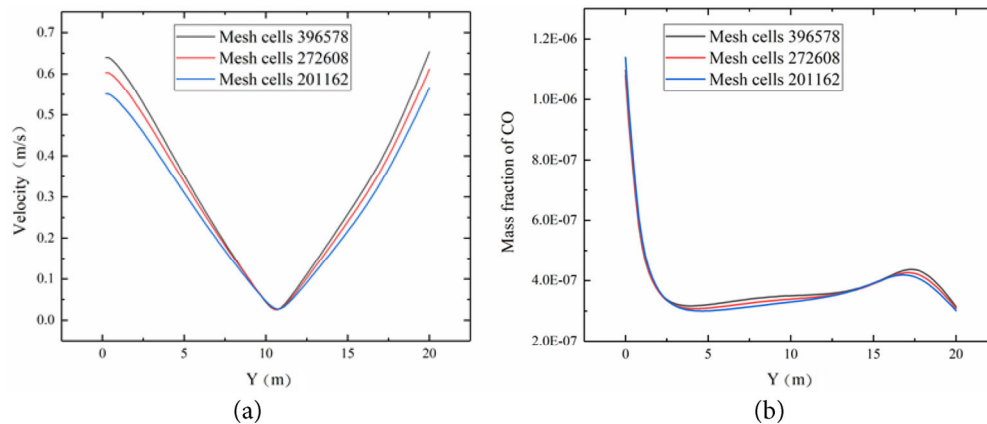 Mesh cells 396578
Mesh cells 272608
Mesh cells 201162
0.7
0.6
0.5
0.4
0.3
0.2
0.1
0.0
Velocity (m/s)
0
5
10
15
20
Y (m)
(a)
Mesh cells 396578
Mesh cells 272608
Mesh cells 201162
1.2E-06
1.0E-06
8.0E-07
6.0E-07
4.0E-07
2.0E-07
Mass fraction of CO
0
5
10
15
20
Y (m)
(b)